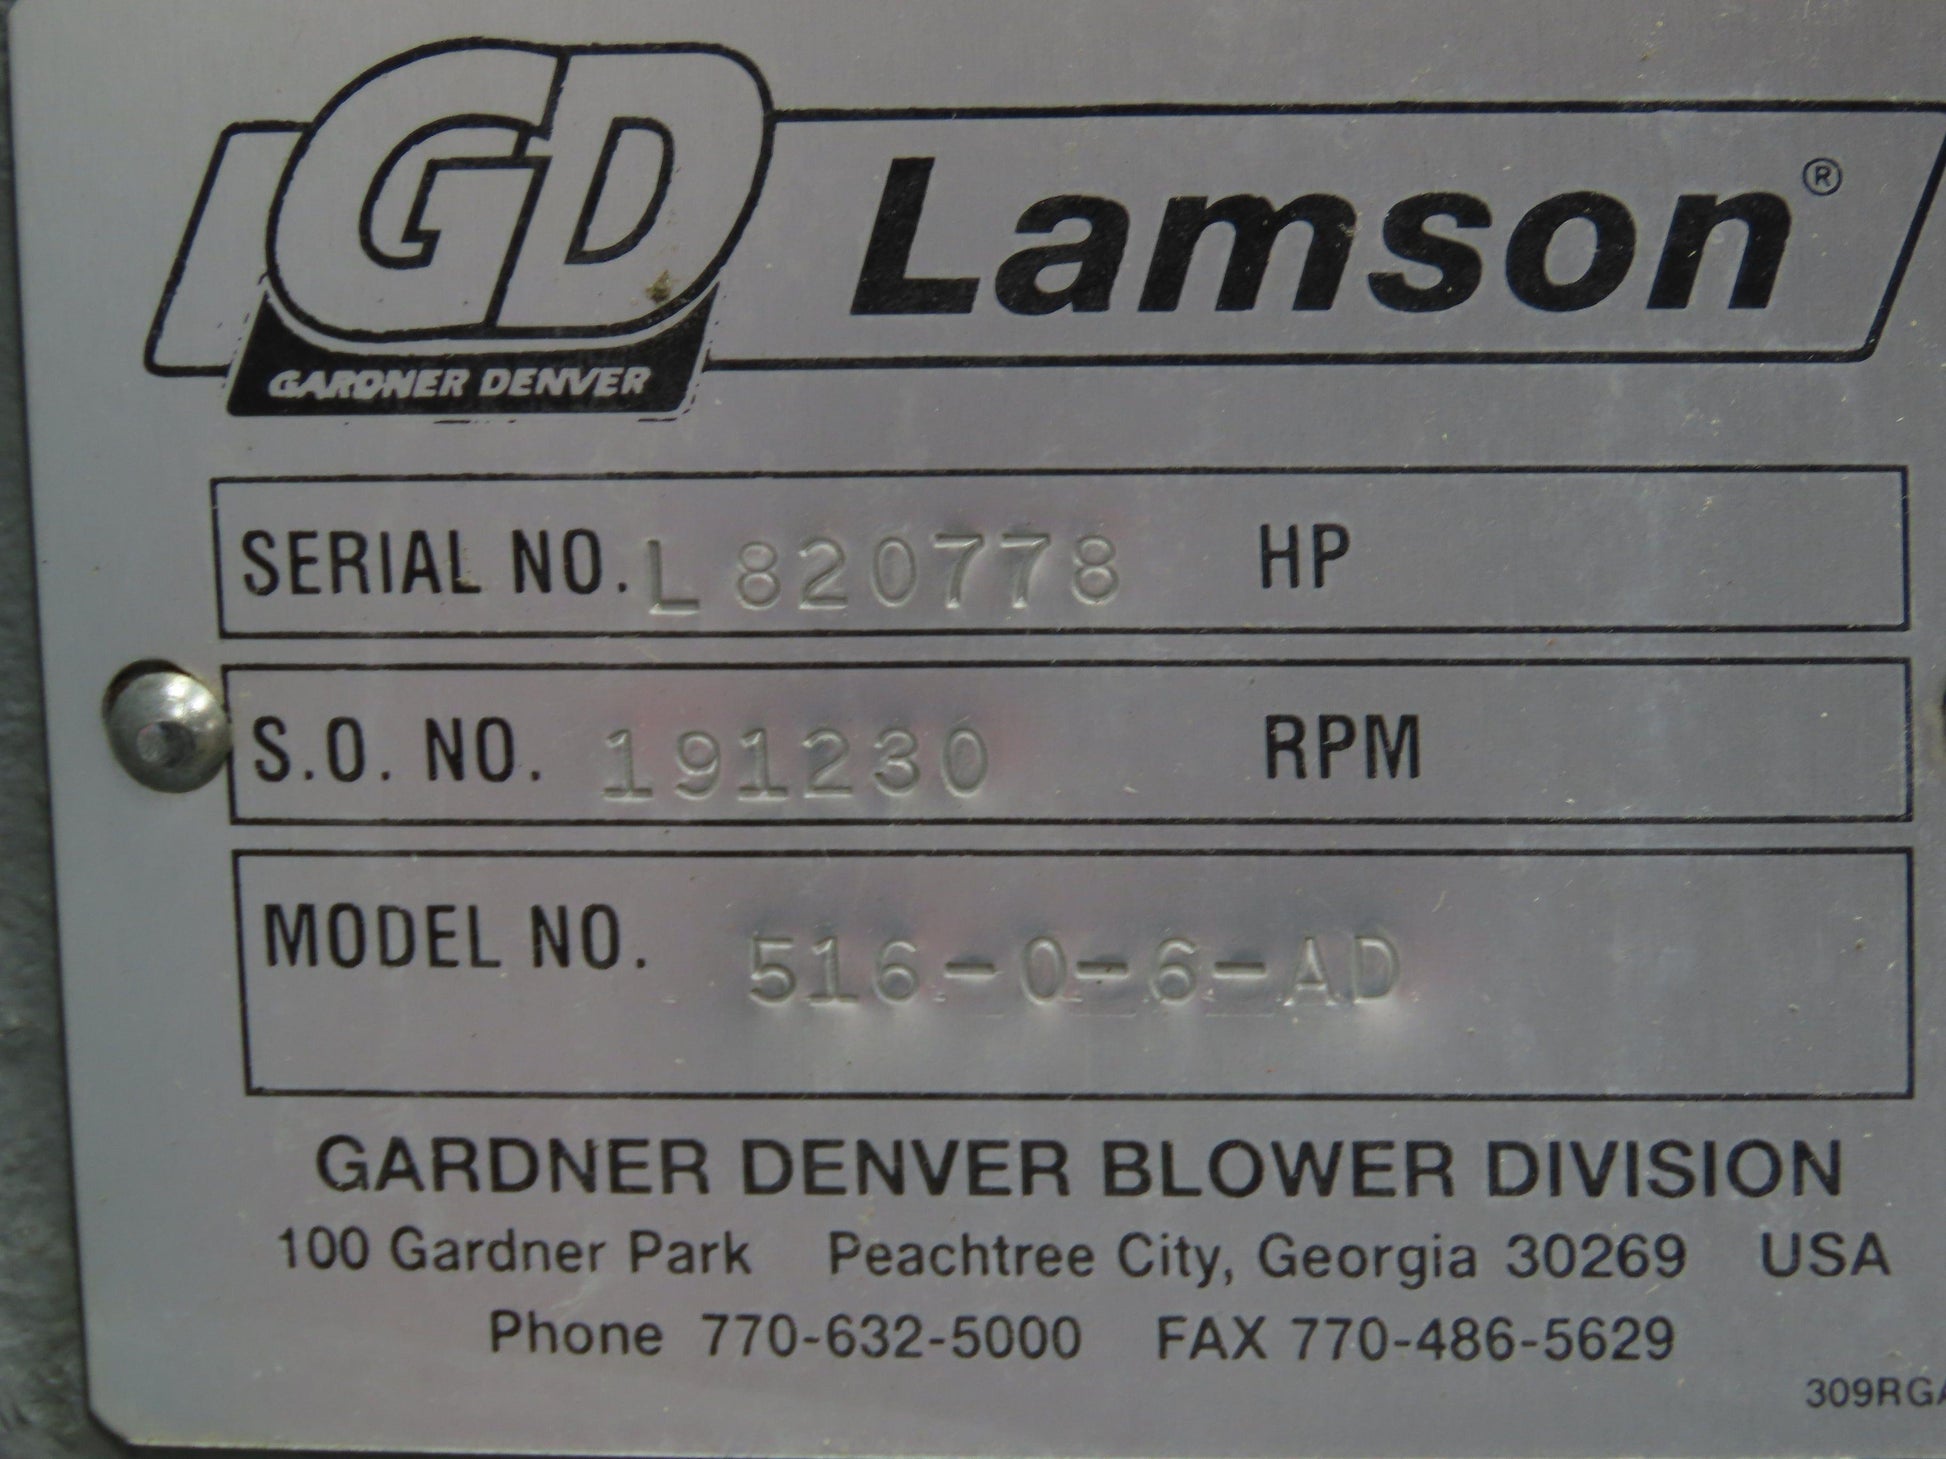 GD Lamson®
GARDNER DENVER
SERIAL NO. L 820778 HP
S.O. NO. 191230 RPM
MODEL NO. 516-0-6-AD
GARDNER DENVER BLOWER DIVISION
100 Gardner Park Peachtree City, Georgia 30269 USA
Phone 770-632-5000 FAX 770-486-5629